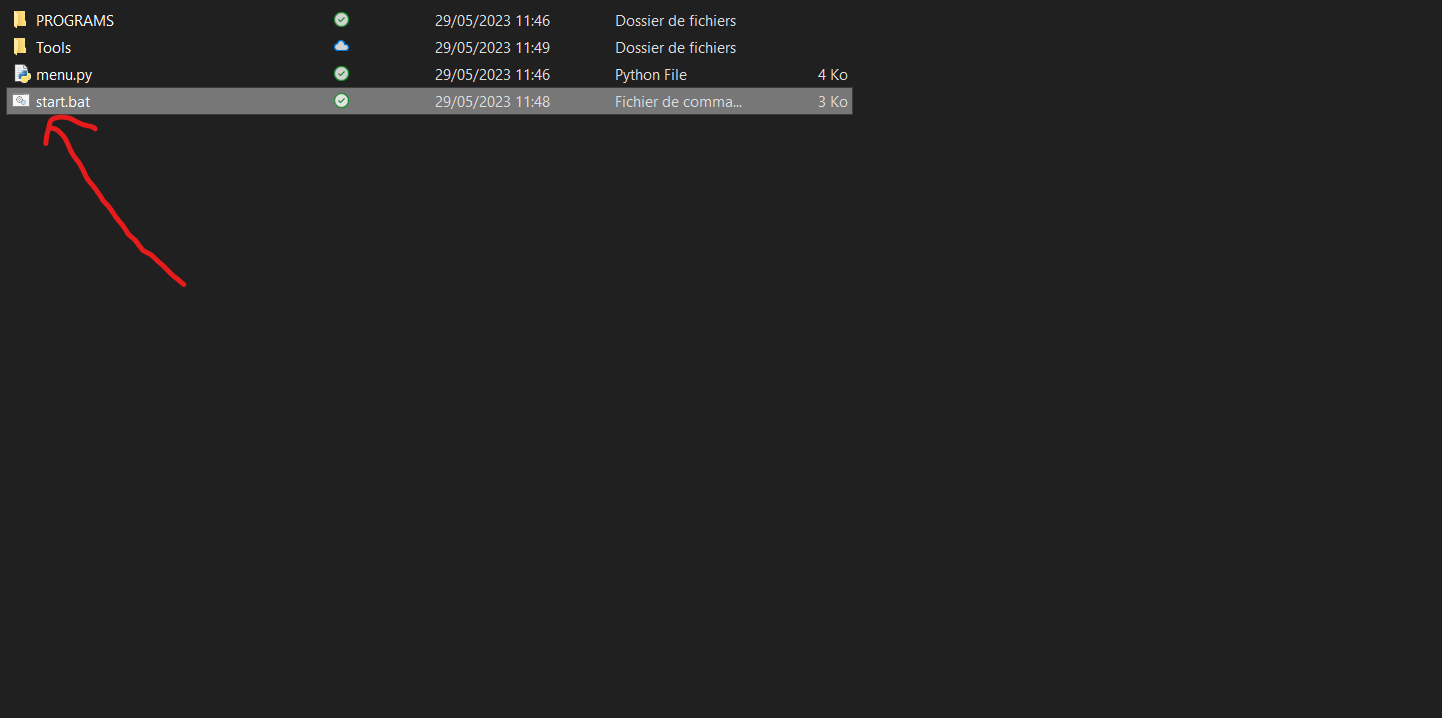 PROGRAMS 29/05/2023 11:46 Dossier de fichiers
Tools 29/05/2023 11:49 Dossier de fichiers
menu.py 29/05/2023 11:46 Python File 4 Ko
start.bat 29/05/2023 11:48 Fichier de comma... 3 Ko